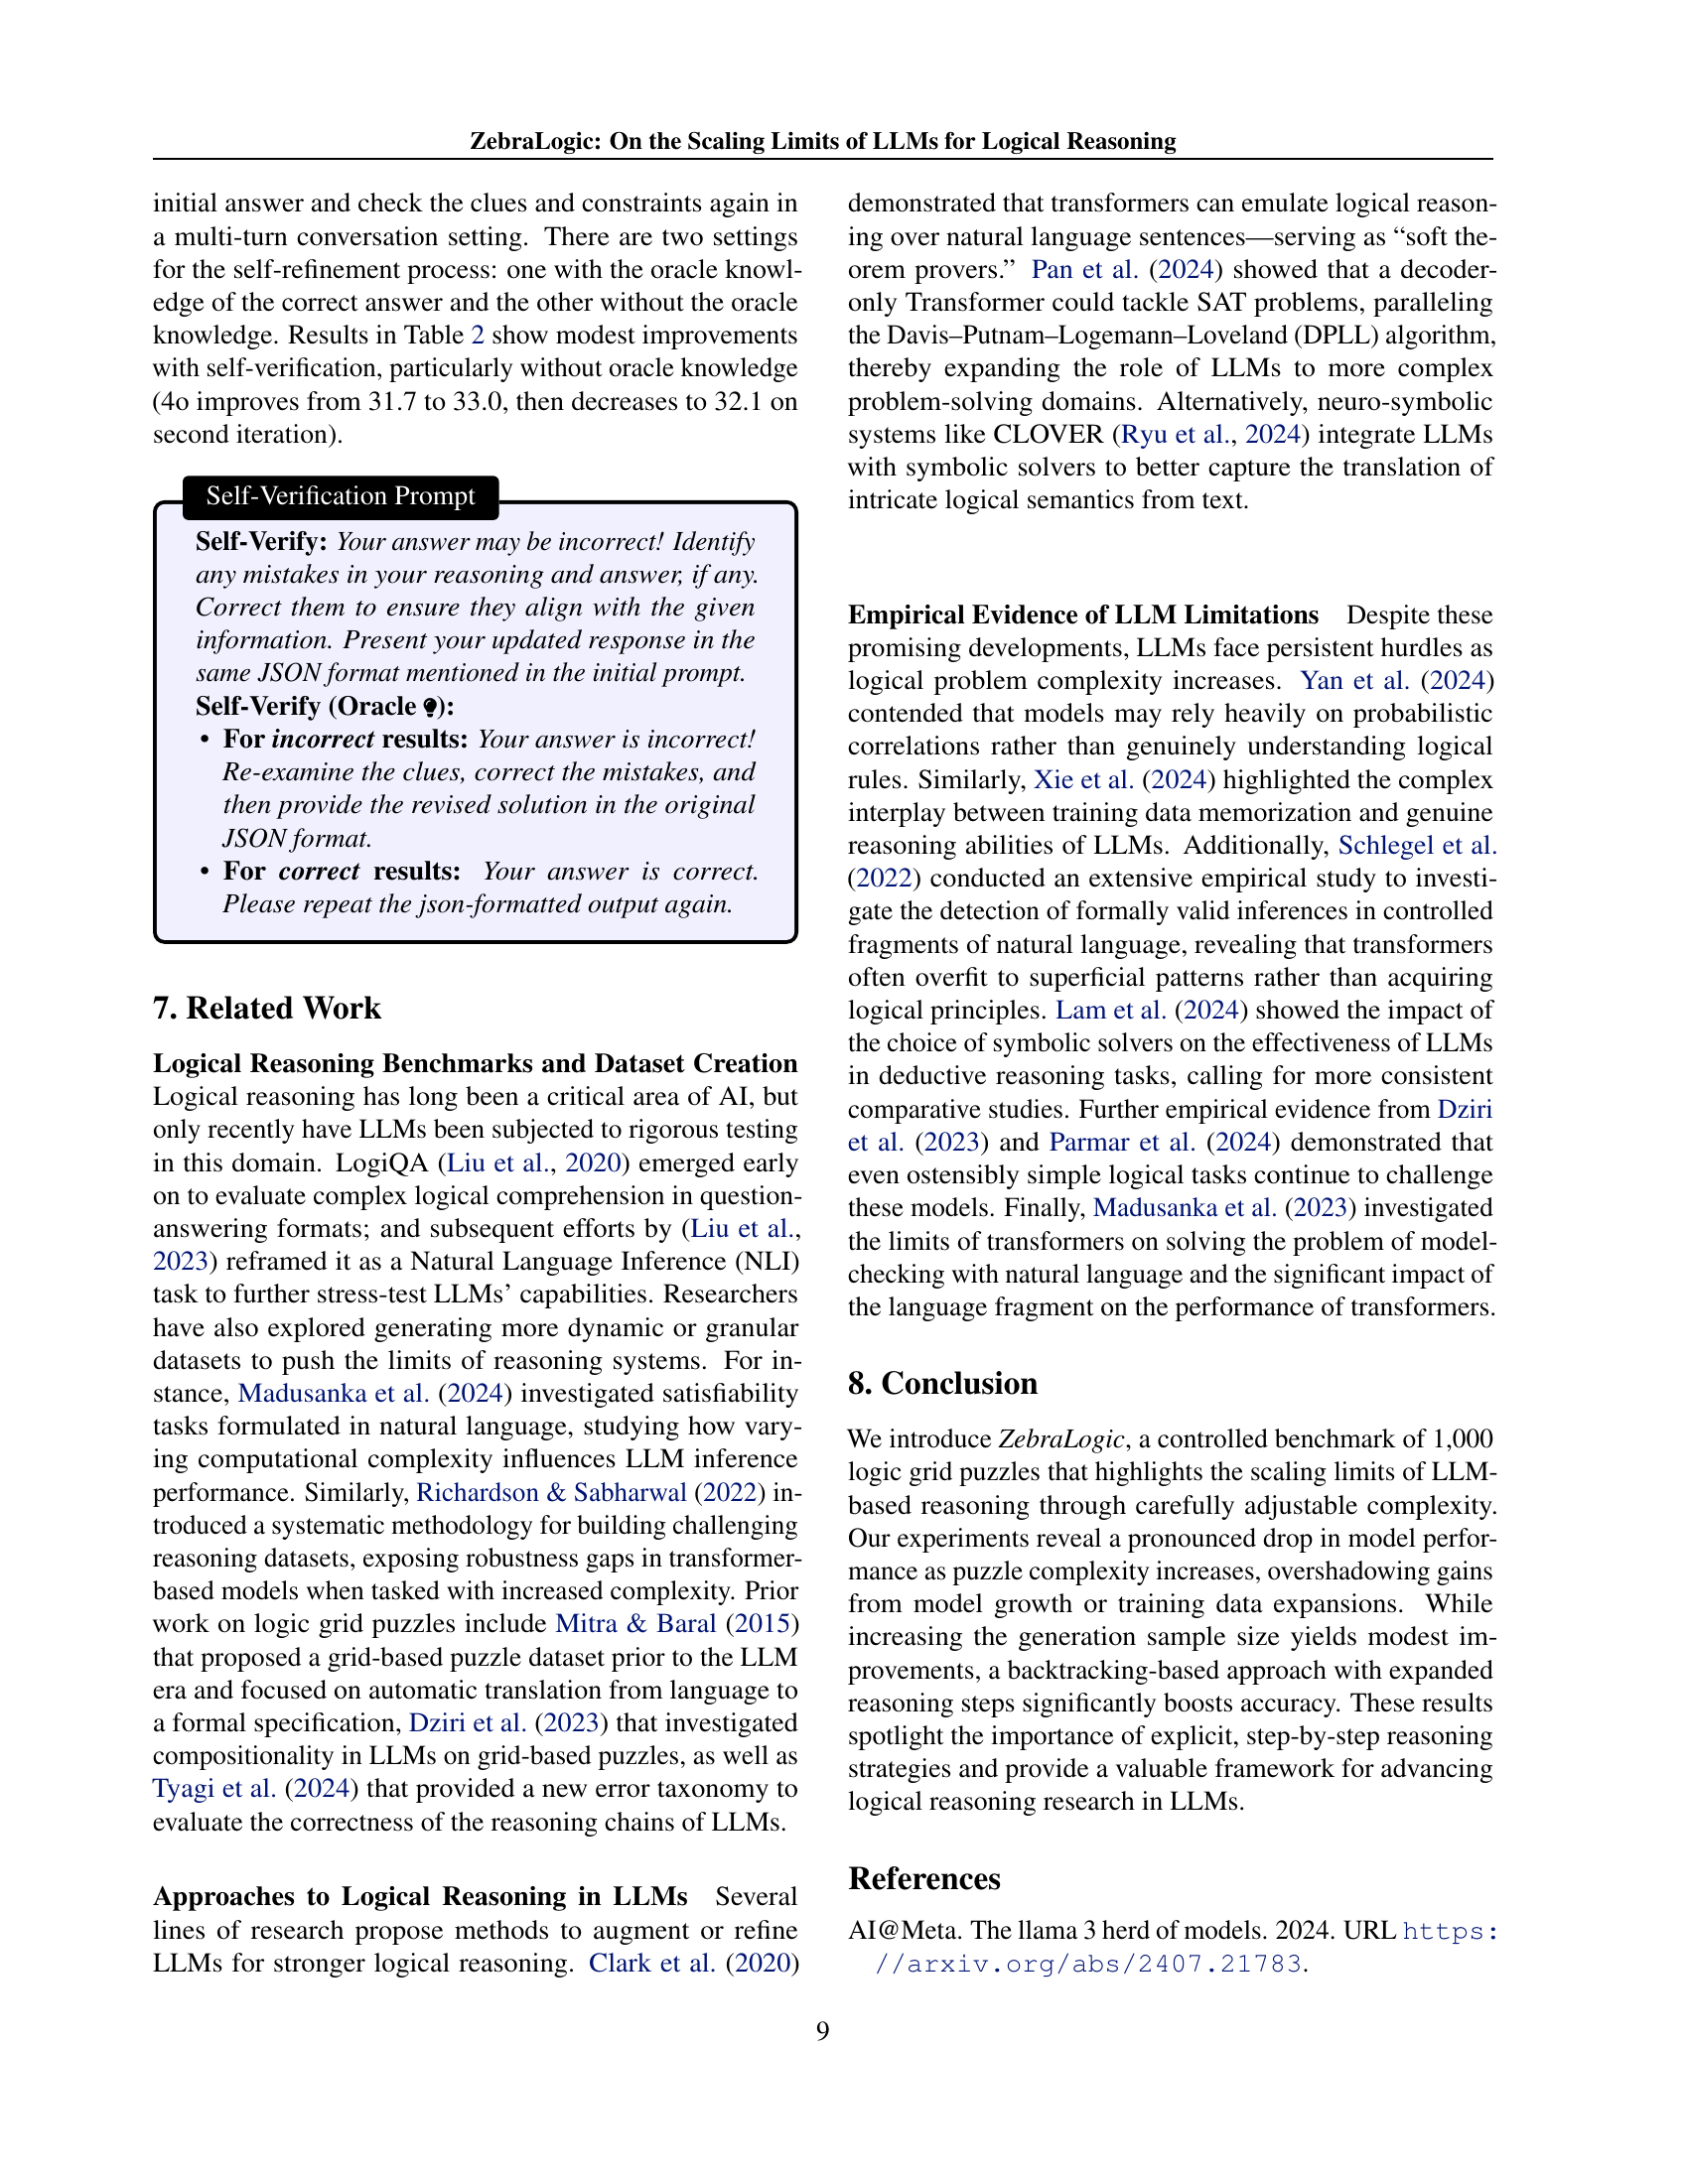 ZebraLogic: On the Scaling Limits of LLMs for Logical Reasoning
initial answer and check the clues and constraints again in
a multi-turn conversation setting. There are two settings
for the self-refinement process: one with the oracle knowl-
edge of the correct answer and the other without the oracle
knowledge. Results in Table 2 show modest improvements
with self-verification, particularly without oracle knowledge
(4o improves from 31.7 to 33.0, then decreases to 32.1 on
second iteration).
Self-Verification Prompt
Self-Verify: Your answer may be incorrect! Identify
any mistakes in your reasoning and answer, if any.
Correct them to ensure they align with the given
information. Present your updated response in the
same JSON format mentioned in the initial prompt.
Self-Verify (Oracle ):
• For incorrect results: Your answer is incorrect!
Re-examine the clues, correct the mistakes, and
then provide the revised solution in the original
JSON format.
• For correct results: Your answer is correct.
Please repeat the json-formatted output again.
7. Related Work
Logical Reasoning Benchmarks and Dataset Creation
Logical reasoning has long been a critical area of AI, but
only recently have LLMs been subjected to rigorous testing
in this domain. LogiQA (Liu et al., 2020) emerged early
on to evaluate complex logical comprehension in question-
answering formats; and subsequent efforts by (Liu et al.,
2023) reframed it as a Natural Language Inference (NLI)
task to further stress-test LLMs’ capabilities. Researchers
have also explored generating more dynamic or granular
datasets to push the limits of reasoning systems. For in-
stance, Madusanka et al. (2024) investigated satisfiability
tasks formulated in natural language, studying how vary-
ing computational complexity influences LLM inference
performance. Similarly, Richardson & Sabharwal (2022) in-
troduced a systematic methodology for building challenging
reasoning datasets, exposing robustness gaps in transformer-
based models when tasked with increased complexity. Prior
work on logic grid puzzles include Mitra & Baral (2015)
that proposed a grid-based puzzle dataset prior to the LLM
era and focused on automatic translation from language to
a formal specification, Dziri et al. (2023) that investigated
compositionality in LLMs on grid-based puzzles, as well as
Tyagi et al. (2024) that provided a new error taxonomy to
evaluate the correctness of the reasoning chains of LLMs.
Approaches to Logical Reasoning in LLMs Several
lines of research propose methods to augment or refine
LLMs for stronger logical reasoning. Clark et al. (2020)
demonstrated that transformers can emulate logical reason-
ing over natural language sentences—serving as “soft the-
orem provers.” Pan et al. (2024) showed that a decoder-
only Transformer could tackle SAT problems, paralleling
the Davis–Putnam–Logemann–Loveland (DPLL) algorithm,
thereby expanding the role of LLMs to more complex
problem-solving domains. Alternatively, neuro-symbolic
systems like CLOVER (Ryu et al., 2024) integrate LLMs
with symbolic solvers to better capture the translation of
intricate logical semantics from text.
Empirical Evidence of LLM Limitations Despite these
promising developments, LLMs face persistent hurdles as
logical problem complexity increases. Yan et al. (2024)
contended that models may rely heavily on probabilistic
correlations rather than genuinely understanding logical
rules. Similarly, Xie et al. (2024) highlighted the complex
interplay between training data memorization and genuine
reasoning abilities of LLMs. Additionally, Schlegel et al.
(2022) conducted an extensive empirical study to investi-
gate the detection of formally valid inferences in controlled
fragments of natural language, revealing that transformers
often overfit to superficial patterns rather than acquiring
logical principles. Lam et al. (2024) showed the impact of
the choice of symbolic solvers on the effectiveness of LLMs
in deductive reasoning tasks, calling for more consistent
comparative studies. Further empirical evidence from Dziri
et al. (2023) and Parmar et al. (2024) demonstrated that
even ostensibly simple logical tasks continue to challenge
these models. Finally, Madusanka et al. (2023) investigated
the limits of transformers on solving the problem of model-
checking with natural language and the significant impact of
the language fragment on the performance of transformers.
8. Conclusion
We introduce ZebraLogic, a controlled benchmark of 1,000
logic grid puzzles that highlights the scaling limits of LLM-
based reasoning through carefully adjustable complexity.
Our experiments reveal a pronounced drop in model perfor-
mance as puzzle complexity increases, overshadowing gains
from model growth or training data expansions. While
increasing the generation sample size yields modest im-
provements, a backtracking-based approach with expanded
reasoning steps significantly boosts accuracy. These results
spotlight the importance of explicit, step-by-step reasoning
strategies and provide a valuable framework for advancing
logical reasoning research in LLMs.
References
AI@Meta. The llama 3 herd of models. 2024. URL https:
//arxiv.org/abs/2407.21783.
9